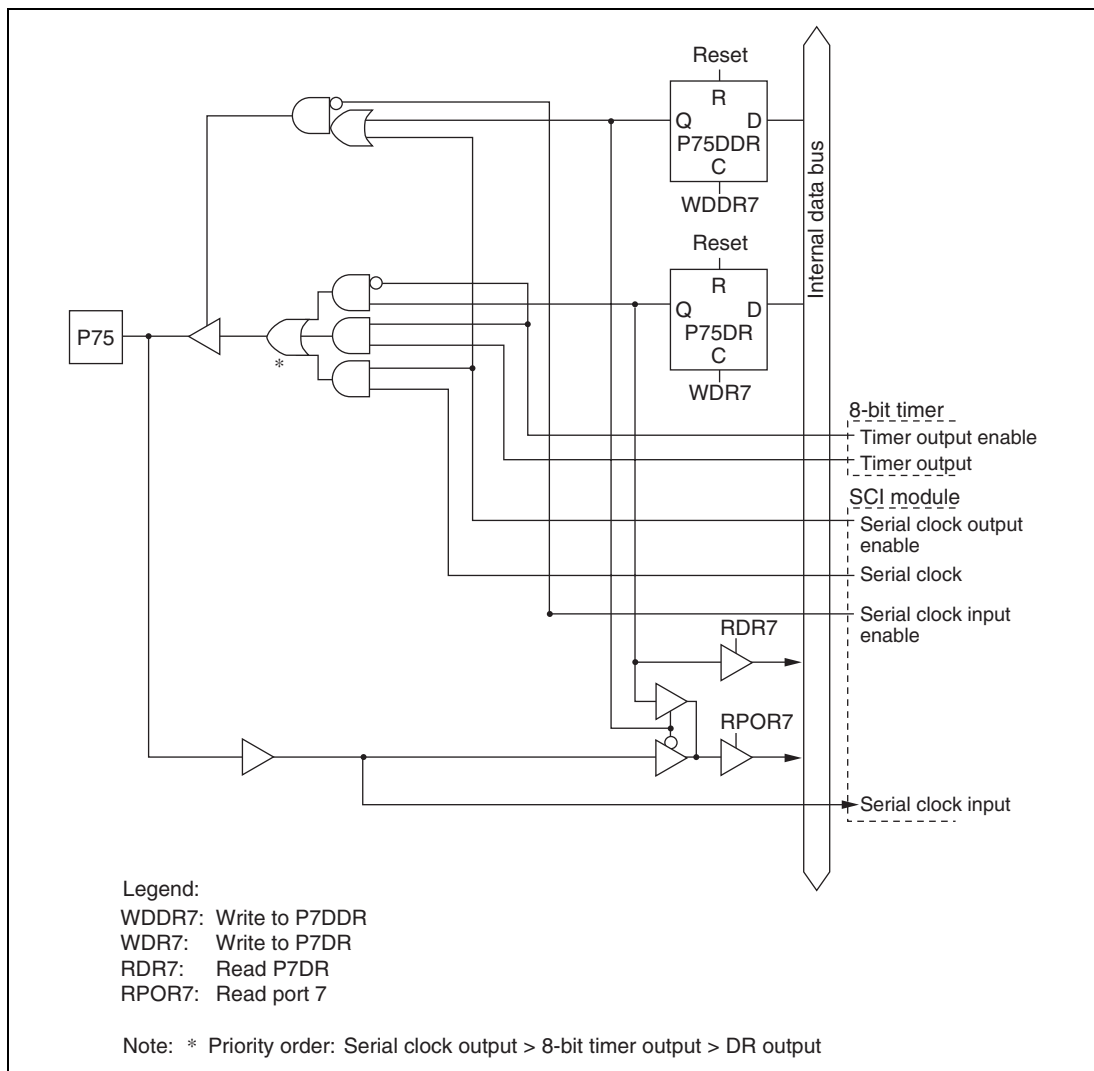 Reset
R
Q D
P75DDR
C
WDDR7
Internal data bus
Reset
R
Q D
P75DR
C
WDR7
P75
*
8-bit timer
Timer output enable
Timer output
SCI module
Serial clock output
enable
Serial clock
Serial clock input
enable
RDR7
RPOR7
Serial clock input
Legend:
WDDR7: Write to P7DDR
WDR7: Write to P7DR
RDR7: Read P7DR
RPOR7: Read port 7
Note: * Priority order: Serial clock output > 8-bit timer output > DR output